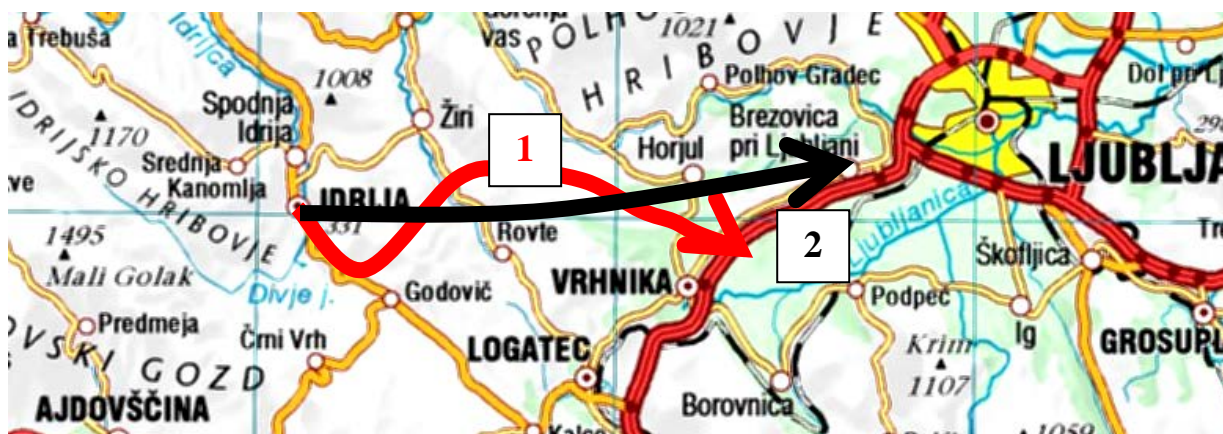 a Trebuša
Idrijca
1008
Spodnja
Idrija
1170
IDRIJSKO HRIBOVJE
Srednja
Kanomlja
IDRIJA
331
1495
Mali Golak
Divje j.
Predmeja
OVSKI GOZD
Črni Vrh
AJDOVŠČINA
Godovič
Žiri
vas
POLHO
HRIBOVJE
1021
Polhov Gradec
1
Horjul
Brezovica
pri Ljubljani
Rovte
VRHNIKA
2
LOGATEC
Borovnica
Podpeč
Ljubljanica
Dol pri Lj
LJUBLJA
Škofljica
Ig
GROSUPL
Krim
1107
1059